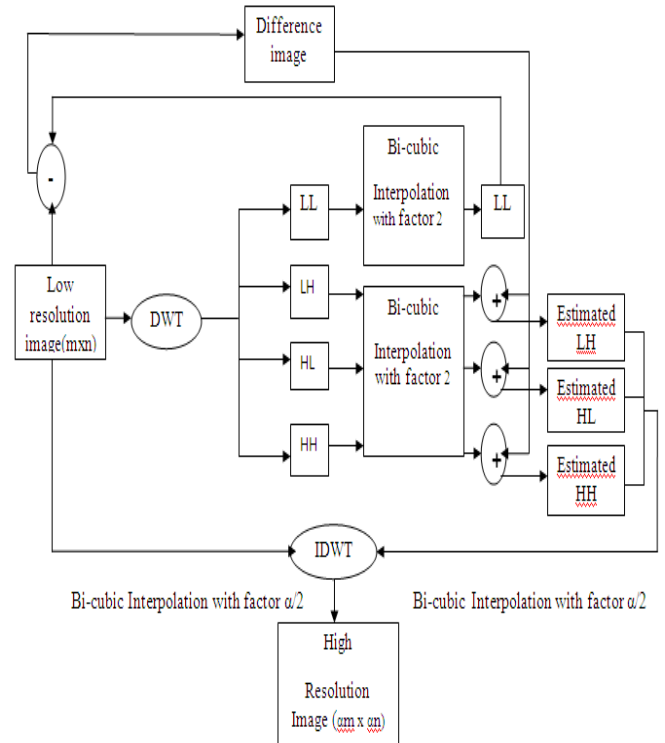 Difference
image
-
Bi-cubic
Interpolation
with factor 2
LL
LL
Low
resolution
image(mxn)
DWT
LH
HL
HH
Bi-cubic
Interpolation
with factor 2
+
+
+
Estimated
LH
Estimated
HL
Estimated
HH
IDWT
Bi-cubic Interpolation with factor α/2
Bi-cubic Interpolation with factor α/2
High
Resolution
Image (αm x αn)